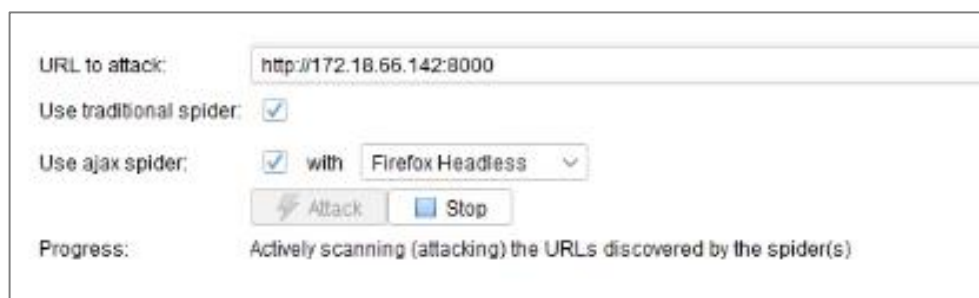 URL to attack: http://172.18.66.142:8000
Use traditional spider:
Use ajax spider: with Firefox Headless
Attack Stop
Progress: Actively scanning (attacking) the URLs discovered by the spider(s)